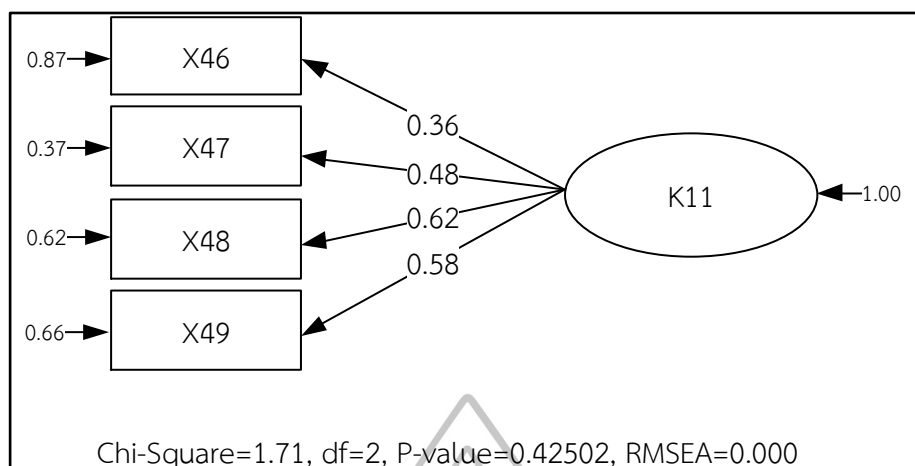 0.87 X46
0.36
0.37 X47
0.48
K11 1.00
0.62 X48
0.62
0.58
0.66 X49
Chi-Square=1.71, df=2, P-value=0.42502, RMSEA=0.000